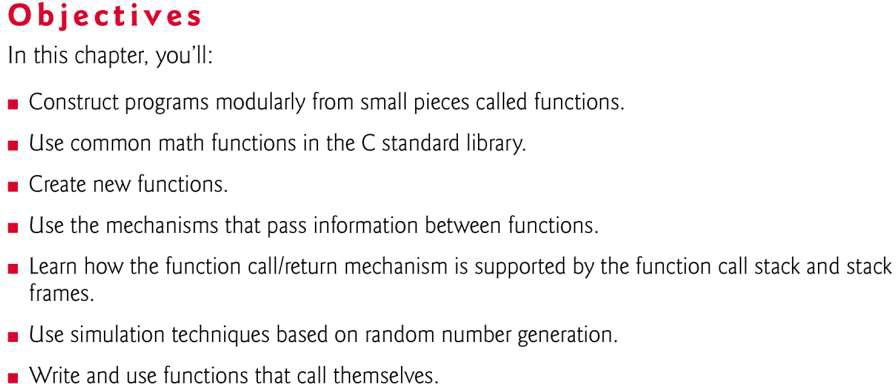 Objectives
In this chapter, you'll:
■ Construct programs modularly from small pieces called functions.
■ Use common math functions in the C standard library.
■ Create new functions.
■ Use the mechanisms that pass information between functions.
■ Learn how the function call/return mechanism is supported by the function call stack and stack
frames.
■ Use simulation techniques based on random number generation.
■ Write and use functions that call themselves.